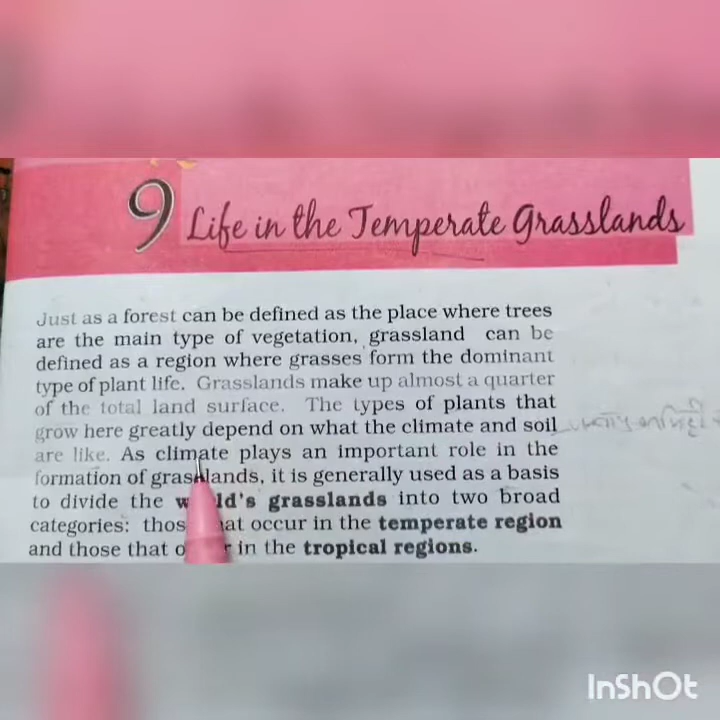 9 Life in the Temperate Grasslands
Just as a forest can be defined as the place where trees
are the main type of vegetation, grassland can be
defined as a region where grasses form the dominant
type of plant life. Grasslands make up almost a quarter
of the total land surface. The types of plants that
grow here greatly depend on what the climate and soil
are like. As climate plays an important role in the
formation of grasslands, it is generally used as a basis
to divide the grasslands into two broad
categories: in the temperate region
and those that in the tropical regions.
InShOt